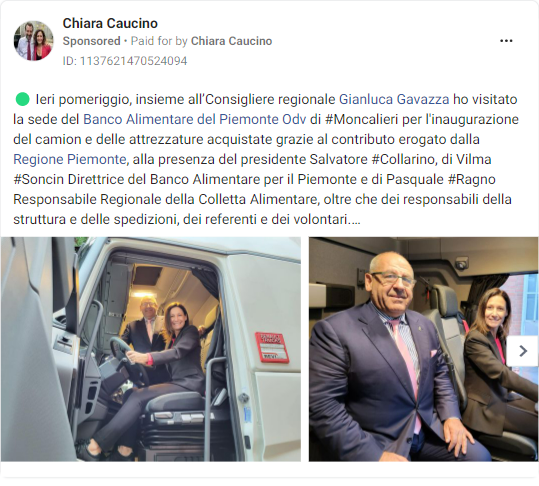 Chiara Caucino
Sponsored • Paid for by Chiara Caucino
ID: 1137621470524094
Ieri pomeriggio, insieme all'Consigliere regionale Gianluca Gavazza ho visitato
la sede del Banco Alimentare del Piemonte Odv di #Moncalieri per l'inaugurazione
del camion e delle attrezzature acquistate grazie al contributo erogato dalla
Regione Piemonte, alla presenza del presidente Salvatore #Collarino, di Vilma
#Soncin Direttrice del Banco Alimentare per il Piemonte e di Pasquale #Ragno
Responsabile Regionale della Colletta Alimentare, oltre che dei responsabili della
struttura e delle spedizioni, dei referenti e dei volontari....